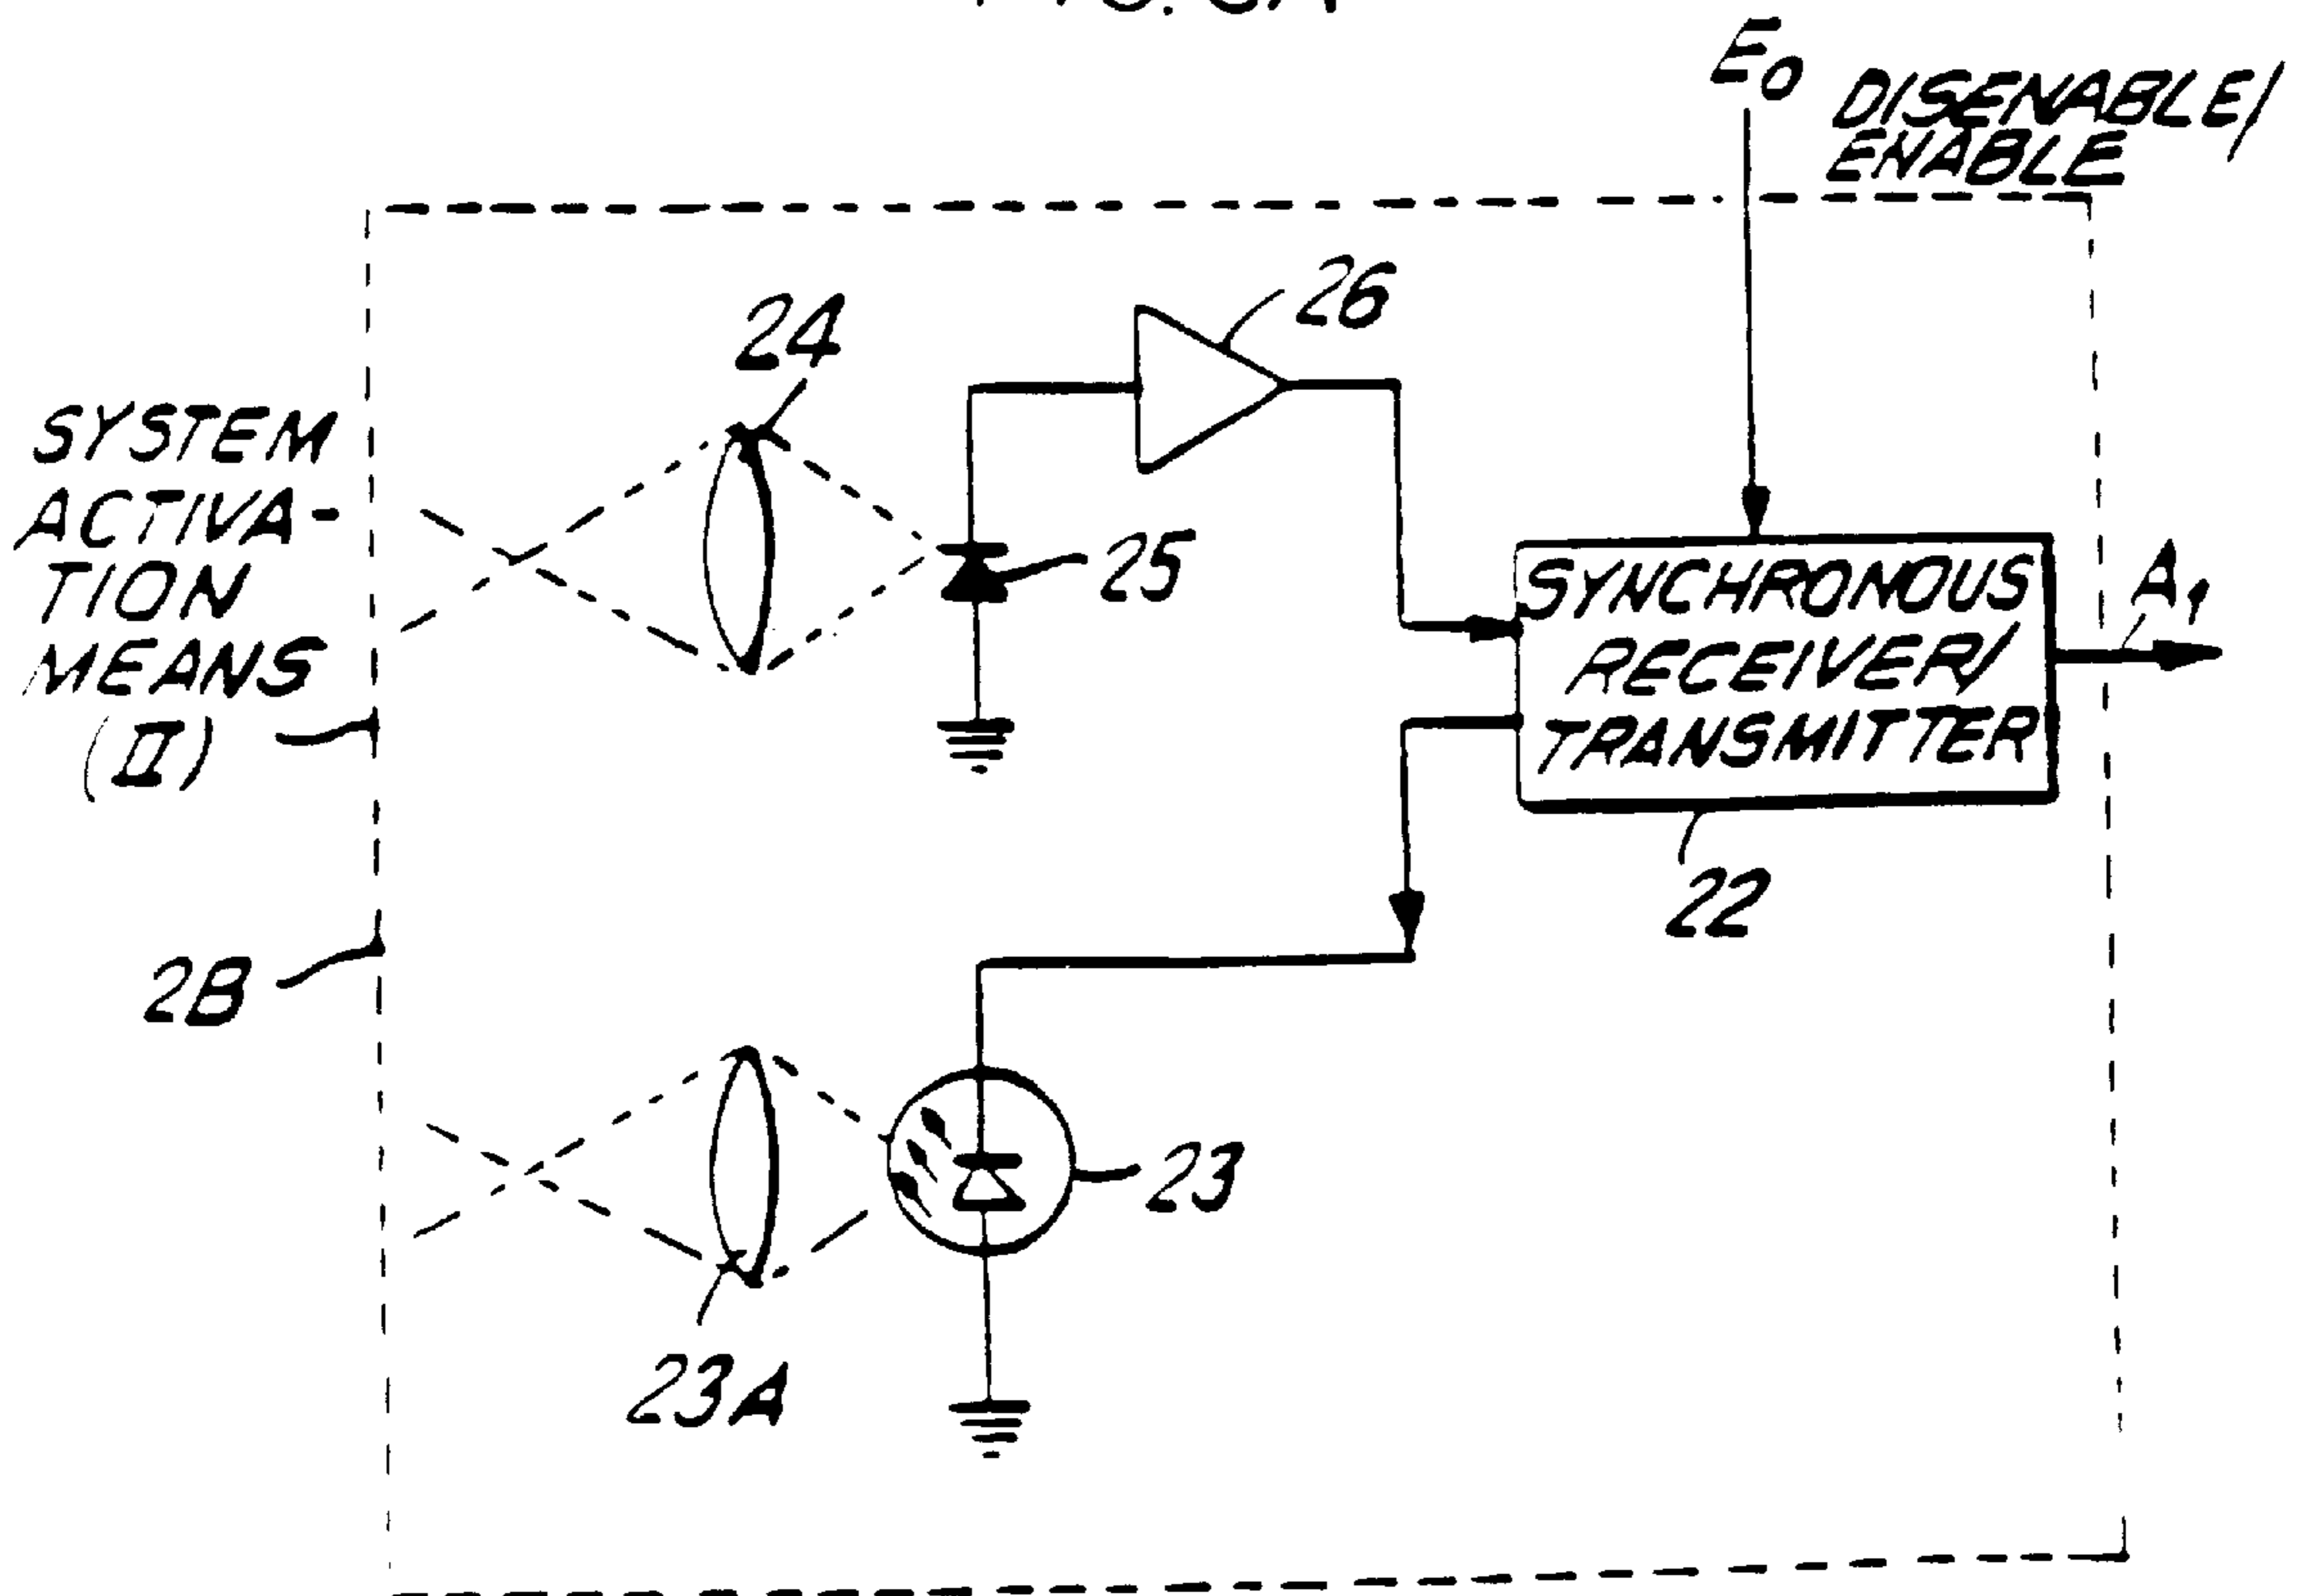 E0 DISENABLE/
ENABLE
26
24
SYSTEM
ACTIVA-
TION
MEANS
(II)
25
SYNCHRONOUS
RECEIVER/
TRANSMITTER
A1
22
2B
23
23A